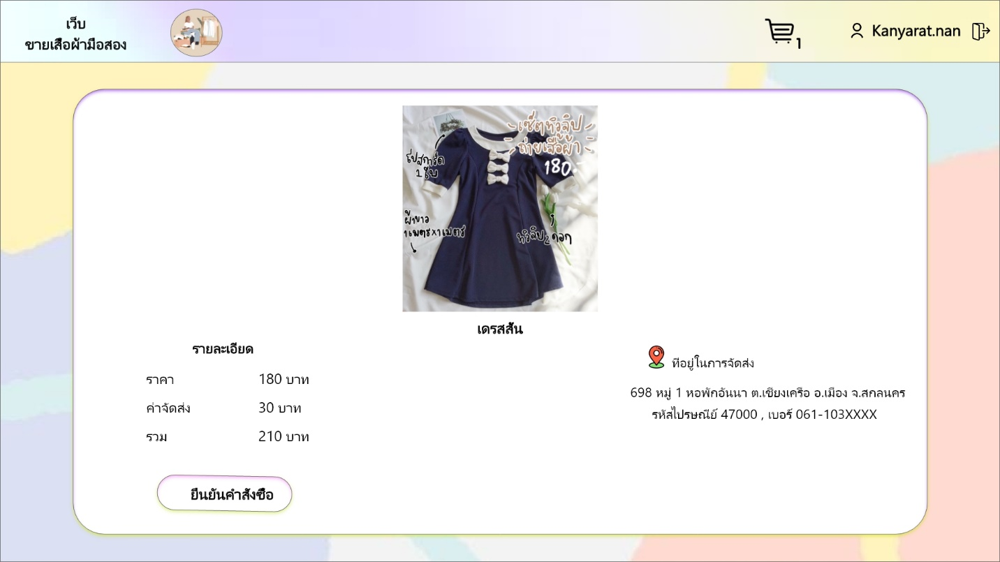 เว็บ
ขายเสื้อผ้ามือสอง
1
Kanyarat.nan
เซ็ตทิวลิป
ถ่ายเสื้อผ้า
180.-
โปสการ์ด
1 ใบ
ผ้าขาว
1 เมตร x 1 เมตร
ทิวลิป 2 ดอก
เดรสสั้น
รายละเอียด
ราคา 180 บาท
ค่าจัดส่ง 30 บาท
รวม 210 บาท
ยืนยันคำสั่งซื้อ
ที่อยู่ในการจัดส่ง
698 หมู่ 1 หอพักอันนา ต.เชียงเครือ อ.เมือง จ.สกลนคร
รหัสไปรษณีย์ 47000 , เบอร์ 061-103XXXX